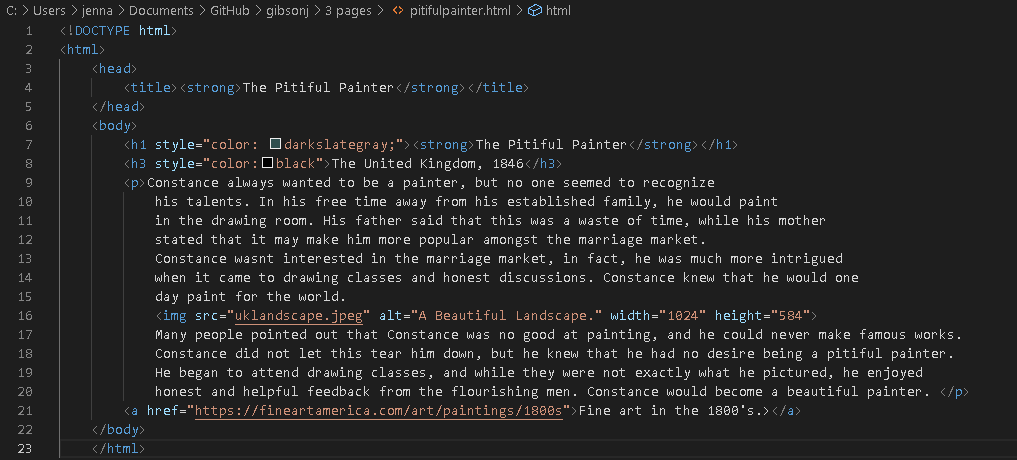 C: > Users > jenna > Documents > GitHub > gibsonj > 3 pages > <> pitifulpainter.html > html
1 <!DOCTYPE html>
2 <html>
3 <head>
4 <title><strong>The Pitiful Painter</strong></title>
5 </head>
6 <body>
7 <h1 style="color: darkslategray;"><strong>The Pitiful Painter</strong></h1>
8 <h3 style="color:black">The United Kingdom, 1846</h3>
9 <p>Constance always wanted to be a painter, but no one seemed to recognize
10 his talents. In his free time away from his established family, he would paint
11 in the drawing room. His father said that this was a waste of time, while his mother
12 stated that it may make him more popular amongst the marriage market.
13 Constance wasnt interested in the marriage market, in fact, he was much more intrigued
14 when it came to drawing classes and honest discussions. Constance knew that he would one
15 day paint for the world.
16 <img src="uklandscape.jpeg" alt="A Beautiful Landscape." width="1024" height="584">
17 Many people pointed out that Constance was no good at painting, and he could never make famous works.
18 Constance did not let this tear him down, but he knew that he had no desire being a pitiful painter.
19 He began to attend drawing classes, and while they were not exactly what he pictured, he enjoyed
20 honest and helpful feedback from the flourishing men. Constance would become a beautiful painter. </p>
21 <a href="https://fineartamerica.com/art/paintings/1800s">Fine art in the 1800's.></a>
22 </body>
23 </html>